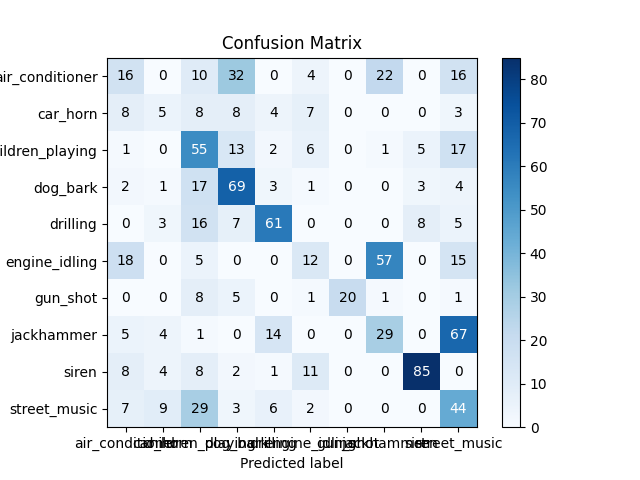 Confusion Matrix
air_conditioner 16 0 10 32 0 4 0 22 0 16
car_horn 8 5 8 8 4 7 0 0 0 3
ildren_playing 1 0 55 13 2 6 0 1 5 17
dog_bark 2 1 17 69 3 1 0 0 3 4
drilling 0 3 16 7 61 0 0 0 8 5
engine_idling 18 0 5 0 0 12 0 57 0 15
gun_shot 0 0 8 5 0 1 20 1 0 1
jackhammer 5 4 1 0 14 0 0 29 0 67
siren 8 4 8 2 1 11 0 0 85 0
street_music 7 9 29 3 6 2 0 0 0 44
street_music
Predicted label
80
70
60
50
40
30
20
10
0